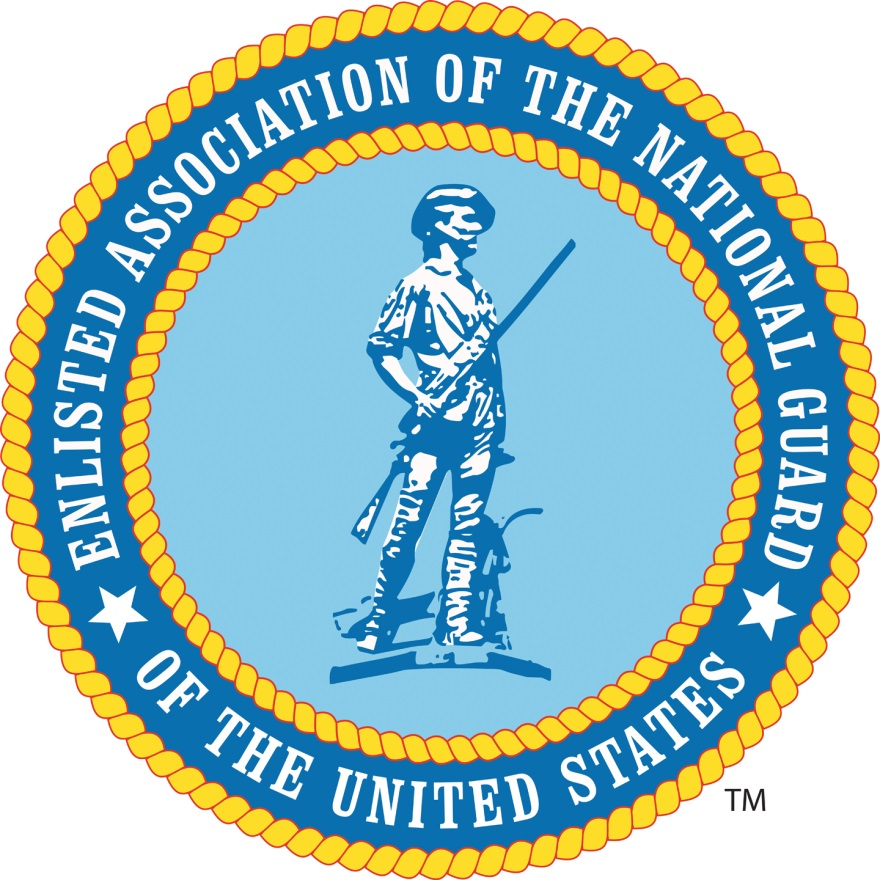 ENLISTED ASSOCIATION OF THE NATIONAL GUARD
OF THE UNITED STATES
TM